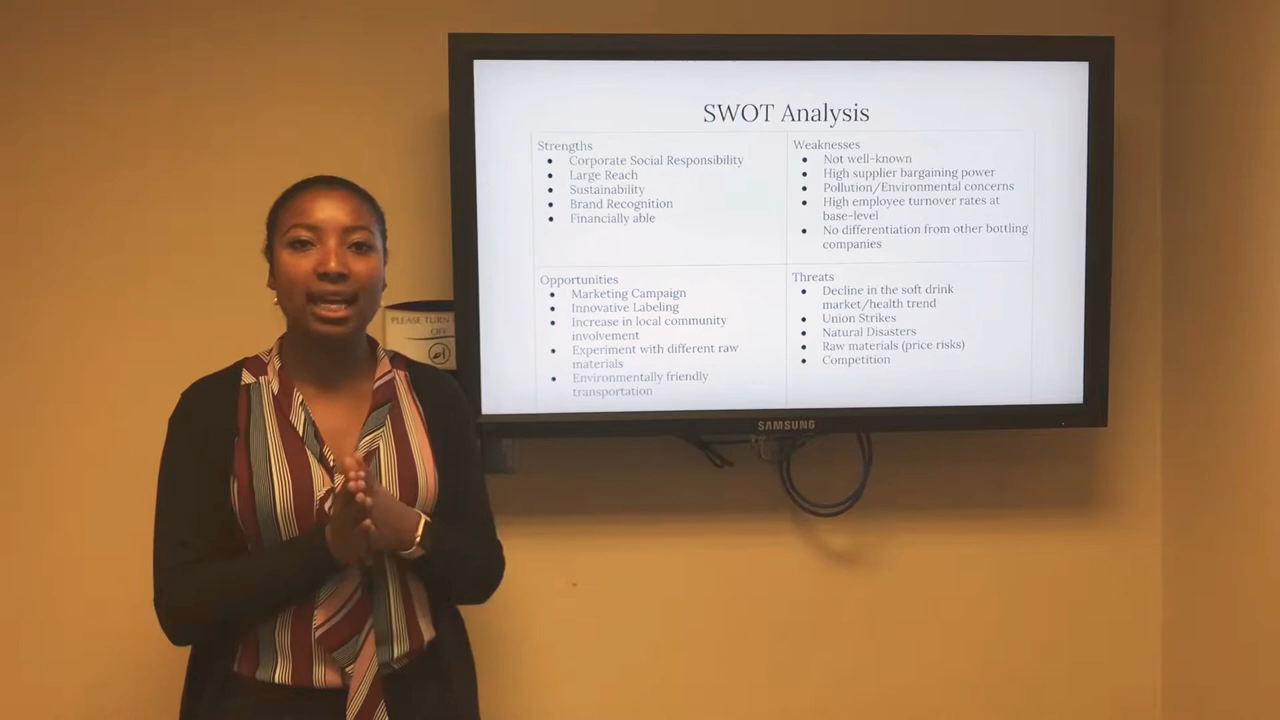 SWOT Analysis
Strengths
● Corporate Social Responsibility
● Large Reach
● Sustainability
● Brand Recognition
● Financially able
Weaknesses
● Not well-known
● High supplier bargaining power
● Pollution/Environmental concerns
● High employee turnover rates at
base-level
● No differentiation from other bottling
companies
Opportunities
● Marketing Campaign
● Innovative Labeling
● Increase in local community
involvement
● Experiment with different raw
materials
● Environmentally friendly
transportation
Threats
● Decline in the soft drink
market/health trend
● Union Strikes
● Natural Disasters
● Raw materials (price risks)
● Competition
PLEASE TURN
OFF
SAMSUNG